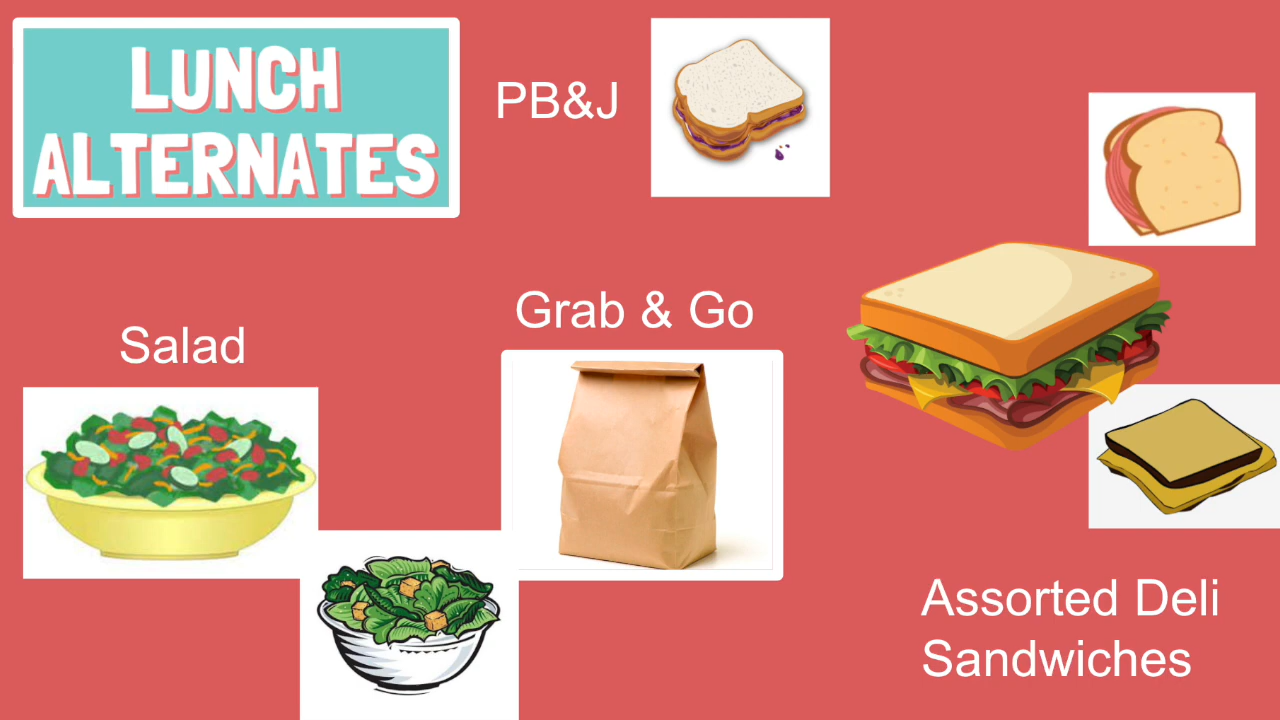 LUNCH
ALTERNATES
PB&J
Grab & Go
Salad
Assorted Deli
Sandwiches